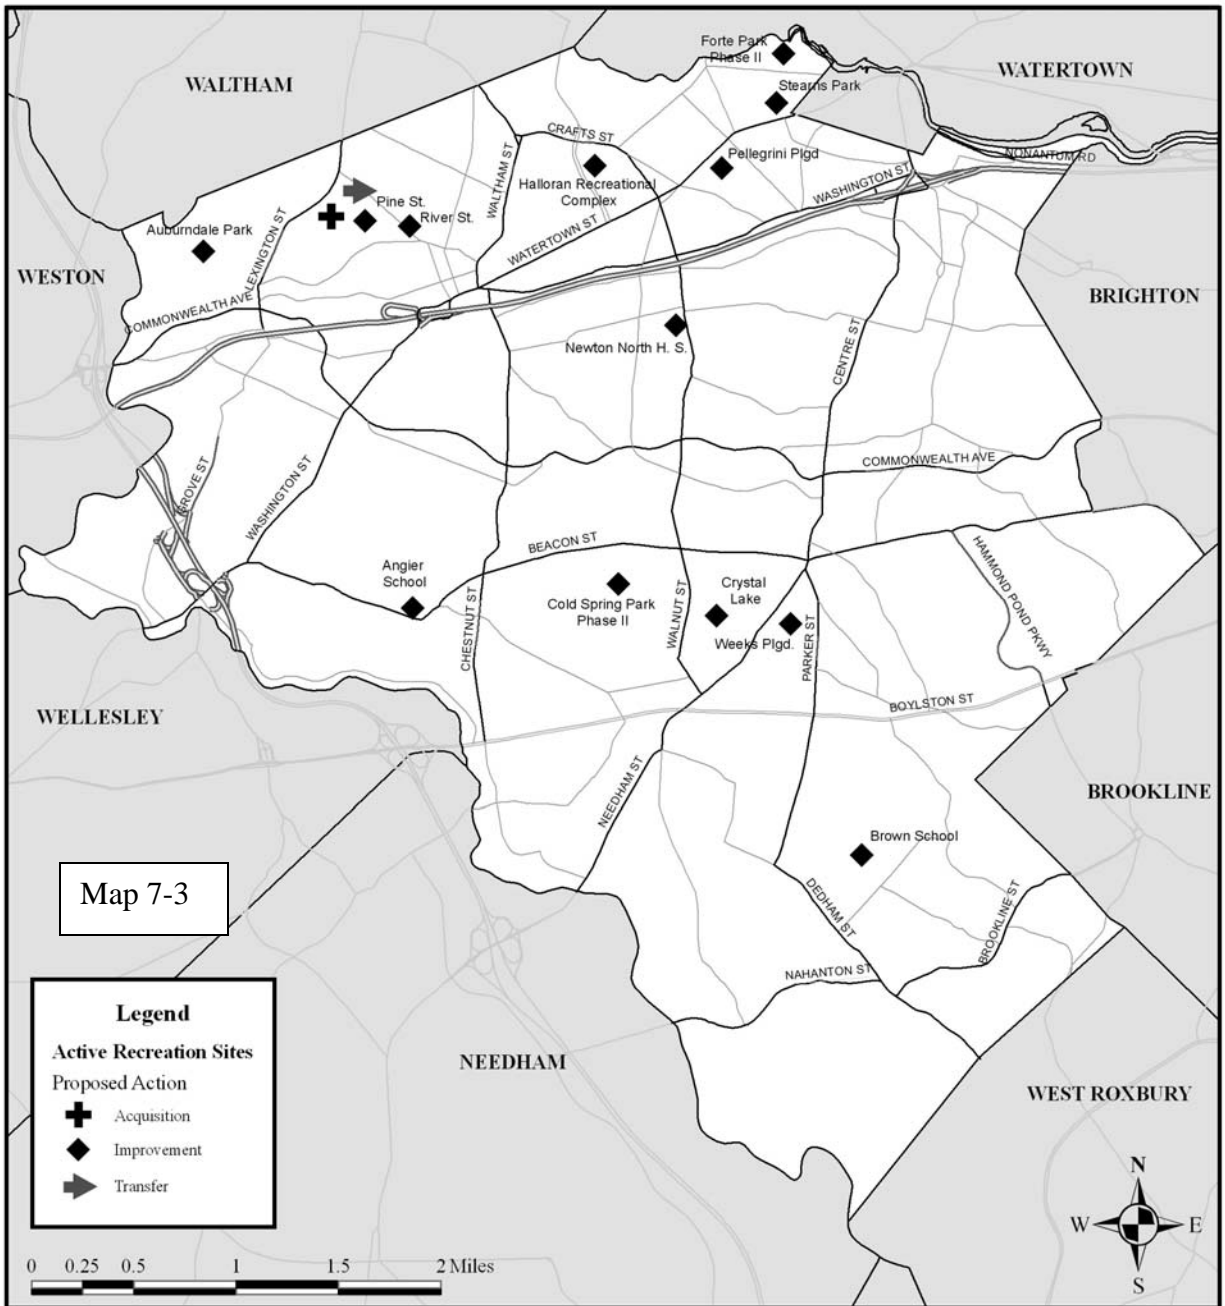 WALTHAM
WATERTOWN
Forte Park
Phase II
Stearns Park
CRAFTS ST
WALTHAM ST
Pellegrini Plgd
NONANTUM RD
Halloran Recreational
Complex
WASHINGTON ST
Pine St.
River St.
WATERTOWN ST
Auburndale Park
LEXINGTON ST
WESTON
COMMONWEALTH AVE
BRIGHTON
Newton North H. S.
CENTRE ST
COMMONWEALTH AVE
GROVE ST
WASHINGTON ST
BEACON ST
HAMMOND POND PKWY
Angier
School
CHESTNUT ST
Cold Spring Park
Phase II
WALNUT ST
Crystal
Lake
Weeks Plgd.
PARKER ST
BOYLSTON ST
WELLESLEY
NEEDHAM ST
BROOKLINE
Brown School
Map 7-3
DEDHAM ST
BROOKLINE ST
NAHANTON ST
NEEDHAM
WEST ROXBURY
Legend
Active Recreation Sites
Proposed Action
Acquisition
Improvement
Transfer
N
W E
S
0 0.25 0.5 1 1.5 2 Miles